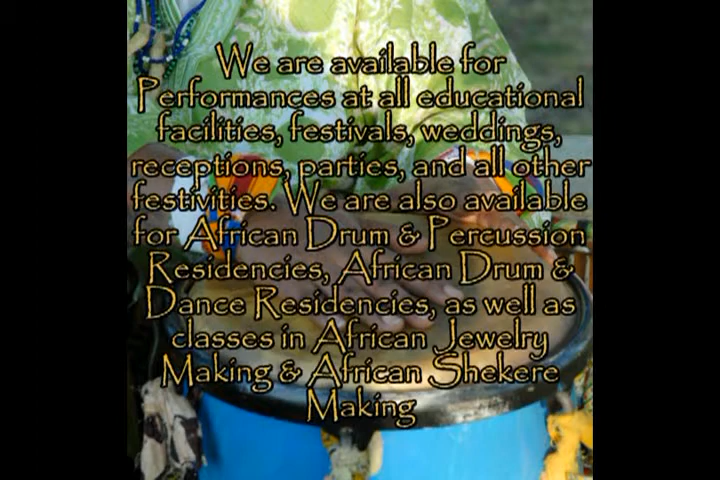 We are available for
Performances at all educational
facilities, festivals, weddings,
receptions, parties, and all other
festivities. We are also available
for African Drum & Percussion
Residencies, African Drum &
Dance Residencies, as well as
classes in African Jewelry
Making & African Shekere
Making